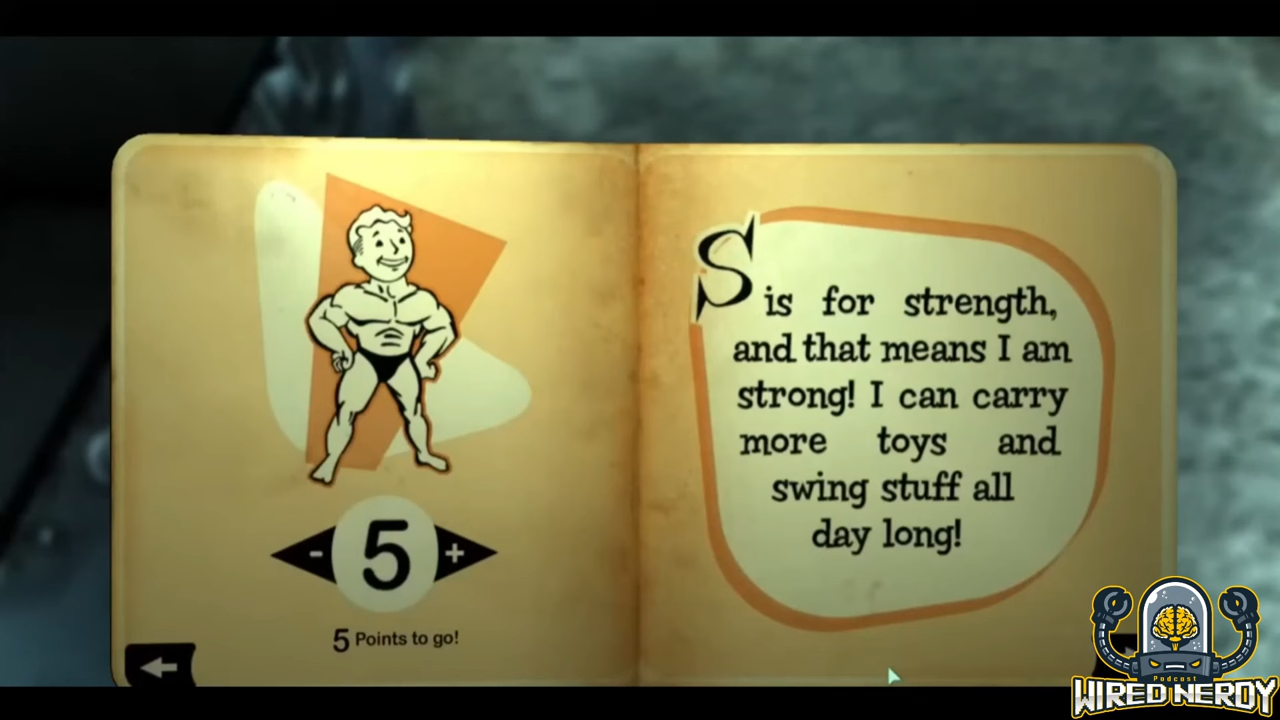 S
is for strength,
and that means I am
strong! I can carry
more toys and
swing stuff all
day long!
- 5 +
5 Points to go!
Podcast
WIRED NERDY